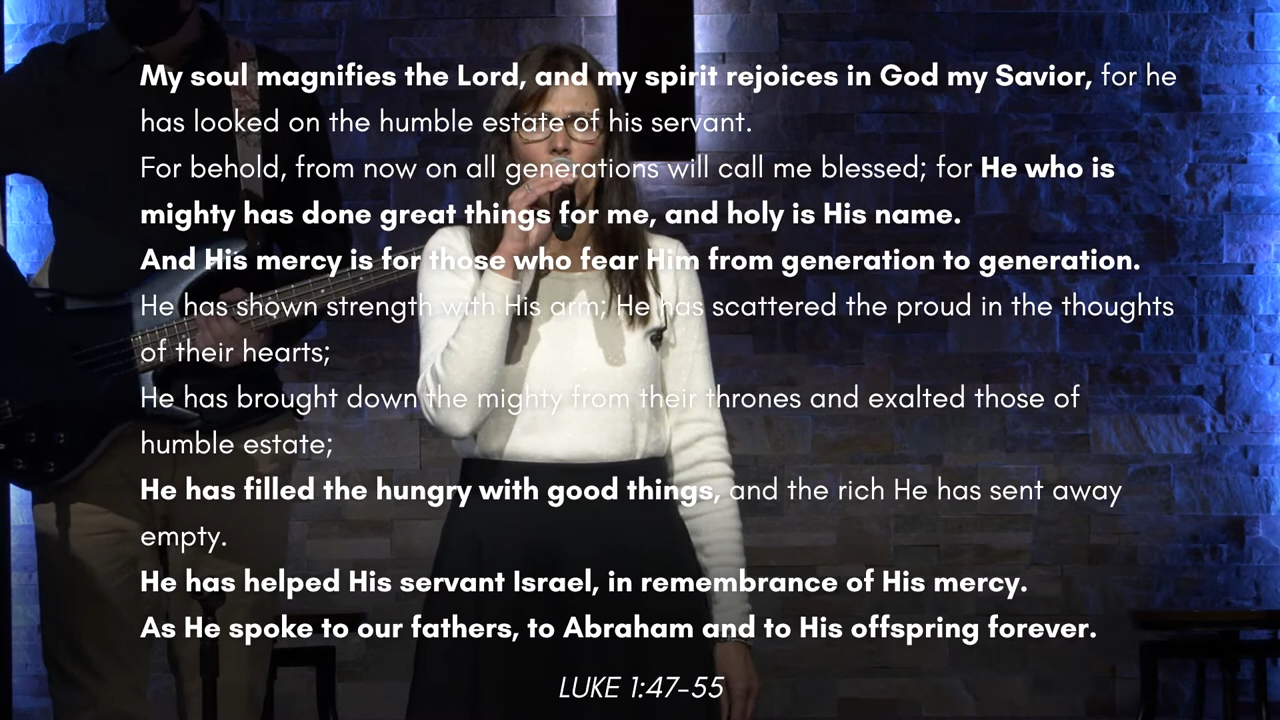 My soul magnifies the Lord, and my spirit rejoices in God my Savior, for he
has looked on the humble estate of his servant.
For behold, from now on all generations will call me blessed; for He who is
mighty has done great things for me, and holy is His name.
And His mercy is for those who fear Him from generation to generation.
He has shown strength with His arm; He has scattered the proud in the thoughts
of their hearts;
He has brought down the mighty from their thrones and exalted those of
humble estate;
He has filled the hungry with good things, and the rich He has sent away
empty.
He has helped His servant Israel, in remembrance of His mercy.
As He spoke to our fathers, to Abraham and to His offspring forever.
LUKE 1:47-55